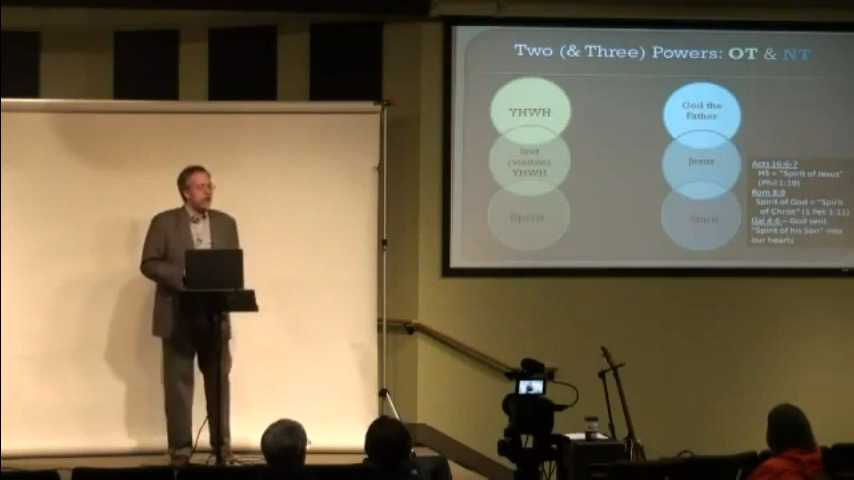 Two (& Three) Powers: OT & NT
YHWH
2nd
(Visible)
YHWH
Spirit
God the
Father
Jesus
Spirit
Acts 16:6-7
HS = "Spirit of Jesus"
(Phil 1:19)
Rom 8:9
Spirit of God = "Spirit
of Christ" (1 Pet 1:11)
Gal 4:6 – God sent
"Spirit of his Son" into
our hearts